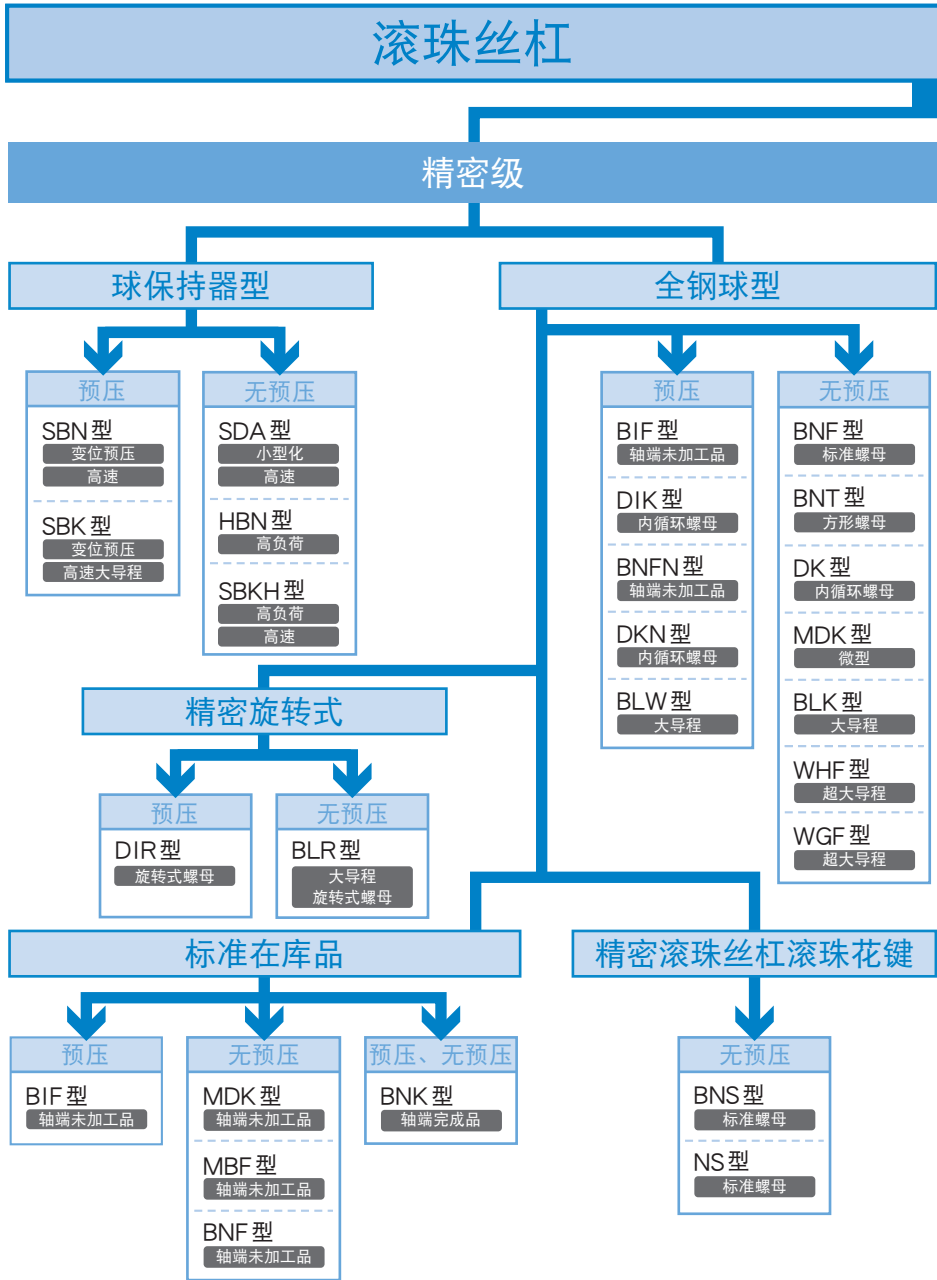 滚珠丝杠
精密级
球保持器型
全钢球型
预压
SBN型
变位预压
高速
SBK型
变位预压
高速大导程
无预压
SDA型
小型化
高速
HBN型
高负荷
SBKH型
高负荷
高速
预压
BIF型
轴端未加工品
DIK型
内循环螺母
BNFN型
轴端未加工品
DKN型
内循环螺母
BLW型
大导程
无预压
BNF型
标准螺母
BNT型
方形螺母
DK型
内循环螺母
MDK型
微型
BLK型
大导程
WHF型
超大导程
WGF型
超大导程
精密旋转式
预压
DIR型
旋转式螺母
无预压
BLR型
大导程
旋转式螺母
标准在库品
精密滚珠丝杠滚珠花键
预压
BIF型
轴端未加工品
无预压
MDK型
轴端未加工品
MBF型
轴端未加工品
BNF型
轴端未加工品
预压、无预压
BNK型
轴端完成品
无预压
BNS型
标准螺母
NS型
标准螺母